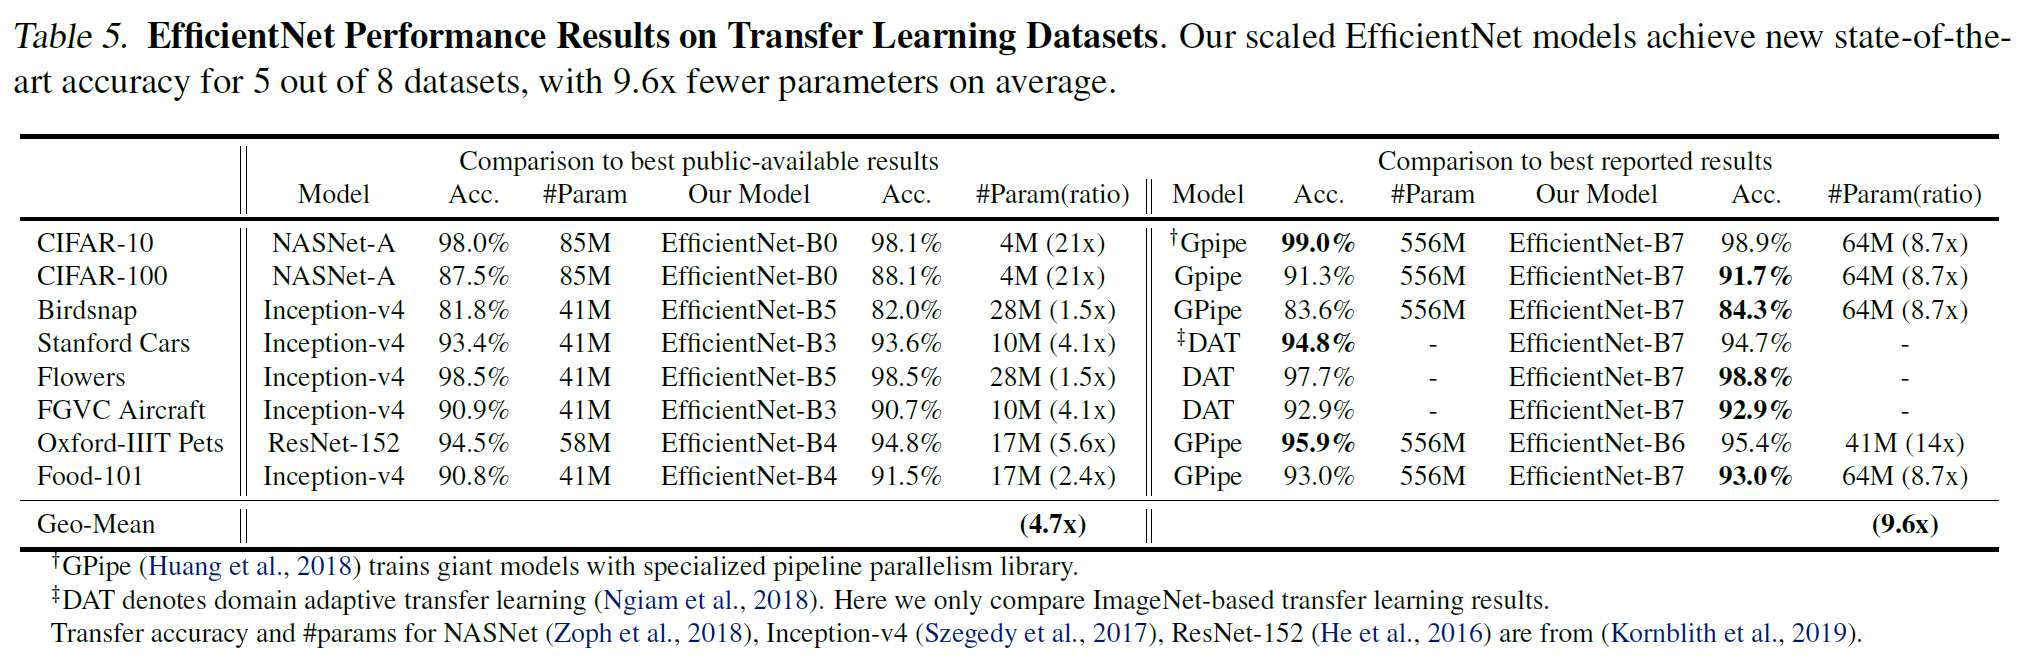 Table 5. EfficientNet Performance Results on Transfer Learning Datasets. Our scaled EfficientNet models achieve new state-of-the-
art accuracy for 5 out of 8 datasets, with 9.6x fewer parameters on average.
Comparison to best public-available results Comparison to best reported results
Model Acc. #Param Our Model Acc. #Param(ratio) Model Acc. #Param Our Model Acc. #Param(ratio)
CIFAR-10 NASNet-A 98.0% 85M EfficientNet-B0 98.1% 4M (21x) †Gpipe 99.0% 556M EfficientNet-B7 98.9% 64M (8.7x)
CIFAR-100 NASNet-A 87.5% 85M EfficientNet-B0 88.1% 4M (21x) Gpipe 91.3% 556M EfficientNet-B7 91.7% 64M (8.7x)
Birdsnap Inception-v4 81.8% 41M EfficientNet-B5 82.0% 28M (1.5x) GPipe 83.6% 556M EfficientNet-B7 84.3% 64M (8.7x)
Stanford Cars Inception-v4 93.4% 41M EfficientNet-B3 93.6% 10M (4.1x) ‡DAT 94.8% - EfficientNet-B7 94.7% -
Flowers Inception-v4 98.5% 41M EfficientNet-B5 98.5% 28M (1.5x) DAT 97.7% - EfficientNet-B7 98.8% -
FGVC Aircraft Inception-v4 90.9% 41M EfficientNet-B3 90.7% 10M (4.1x) DAT 92.9% - EfficientNet-B7 92.9% -
Oxford-IIIT Pets ResNet-152 94.5% 58M EfficientNet-B4 94.8% 17M (5.6x) GPipe 95.9% 556M EfficientNet-B6 95.4% 41M (14x)
Food-101 Inception-v4 90.8% 41M EfficientNet-B4 91.5% 17M (2.4x) GPipe 93.0% 556M EfficientNet-B7 93.0% 64M (8.7x)
Geo-Mean (4.7x) (9.6x)
†GPipe (Huang et al., 2018) trains giant models with specialized pipeline parallelism library.
‡DAT denotes domain adaptive transfer learning (Ngiam et al., 2018). Here we only compare ImageNet-based transfer learning results.
Transfer accuracy and #params for NASNet (Zoph et al., 2018), Inception-v4 (Szegedy et al., 2017), ResNet-152 (He et al., 2016) are from (Kornblith et al., 2019).